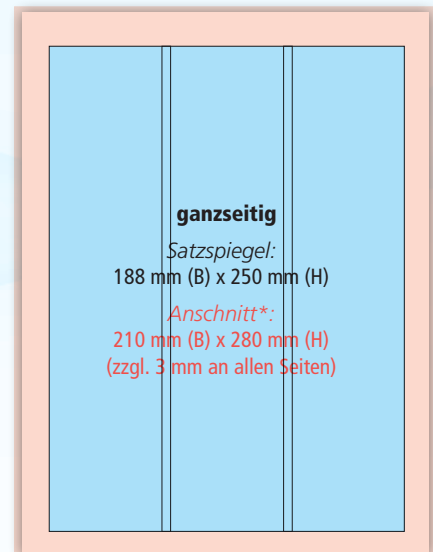 ganzseitig
Satzspiegel:
188 mm (B) x 250 mm (H)
Anschnitt*:
210 mm (B) x 280 mm (H)
(zzgl. 3 mm an allen Seiten)